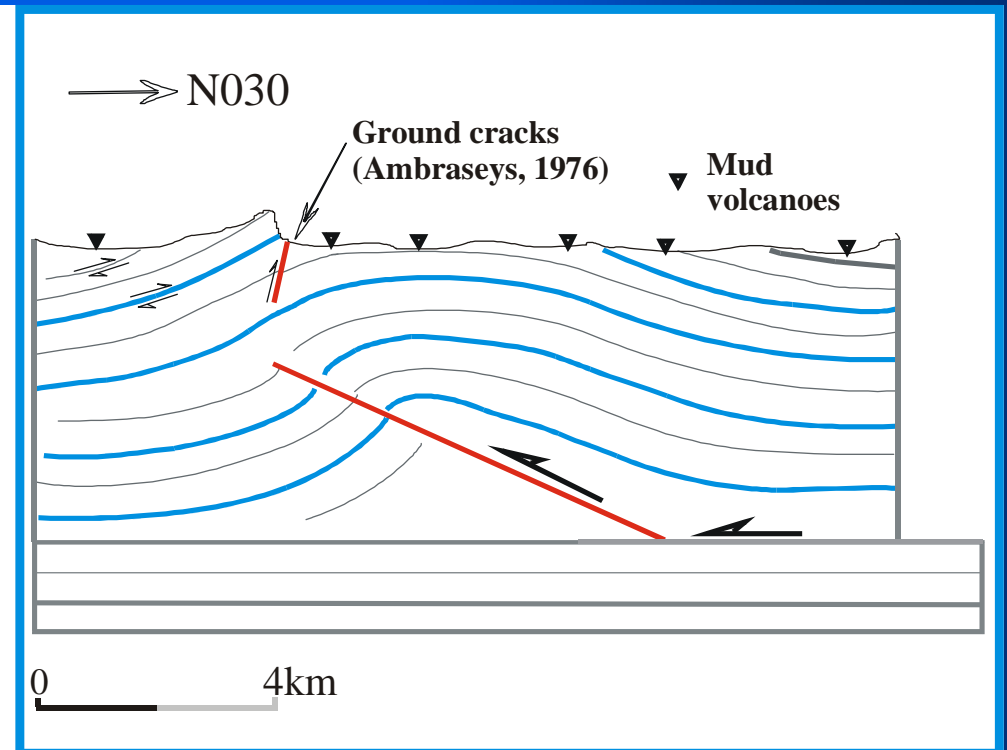 N030
Ground cracks
(Ambraseys, 1976)
Mud
volcanoes
0 4km